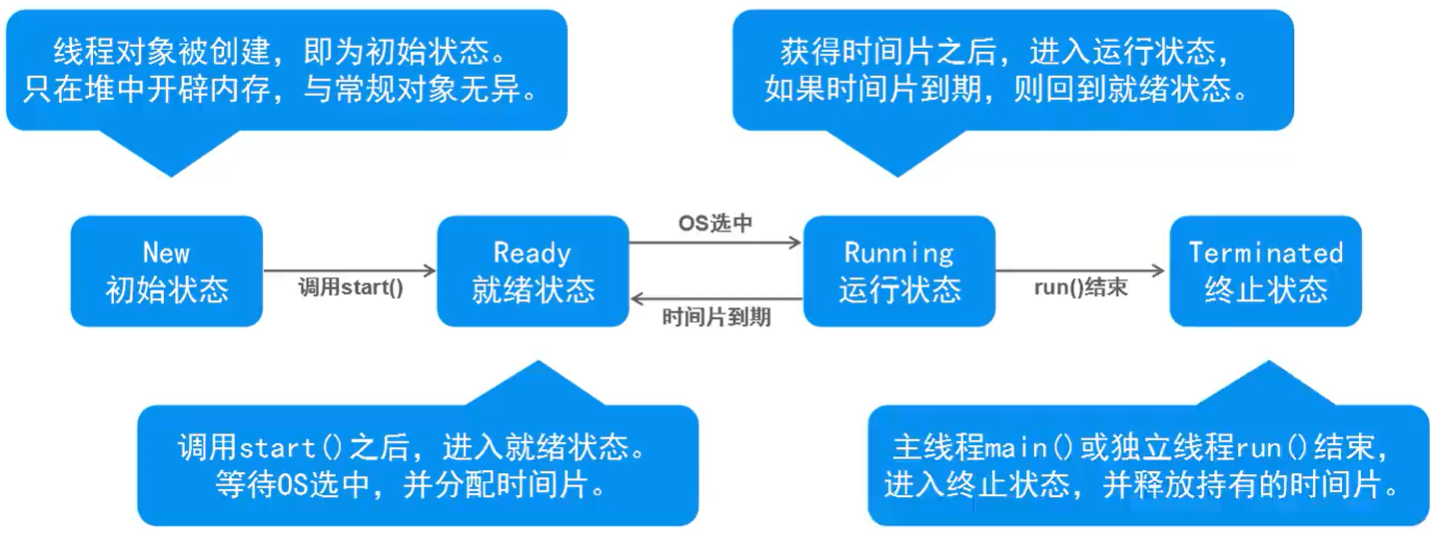 线程对象被创建，即为初始状态。
只在堆中开辟内存，与常规对象无异。
获得时间片之后，进入运行状态，
如果时间片到期，则回到就绪状态。
New
初始状态
调用start()
Ready
就绪状态
OS选中
时间片到期
Running
运行状态
run()结束
Terminated
终止状态
调用start()之后，进入就绪状态。
等待OS选中，并分配时间片。
主线程main()或独立线程run()结束，
进入终止状态，并释放持有的时间片。